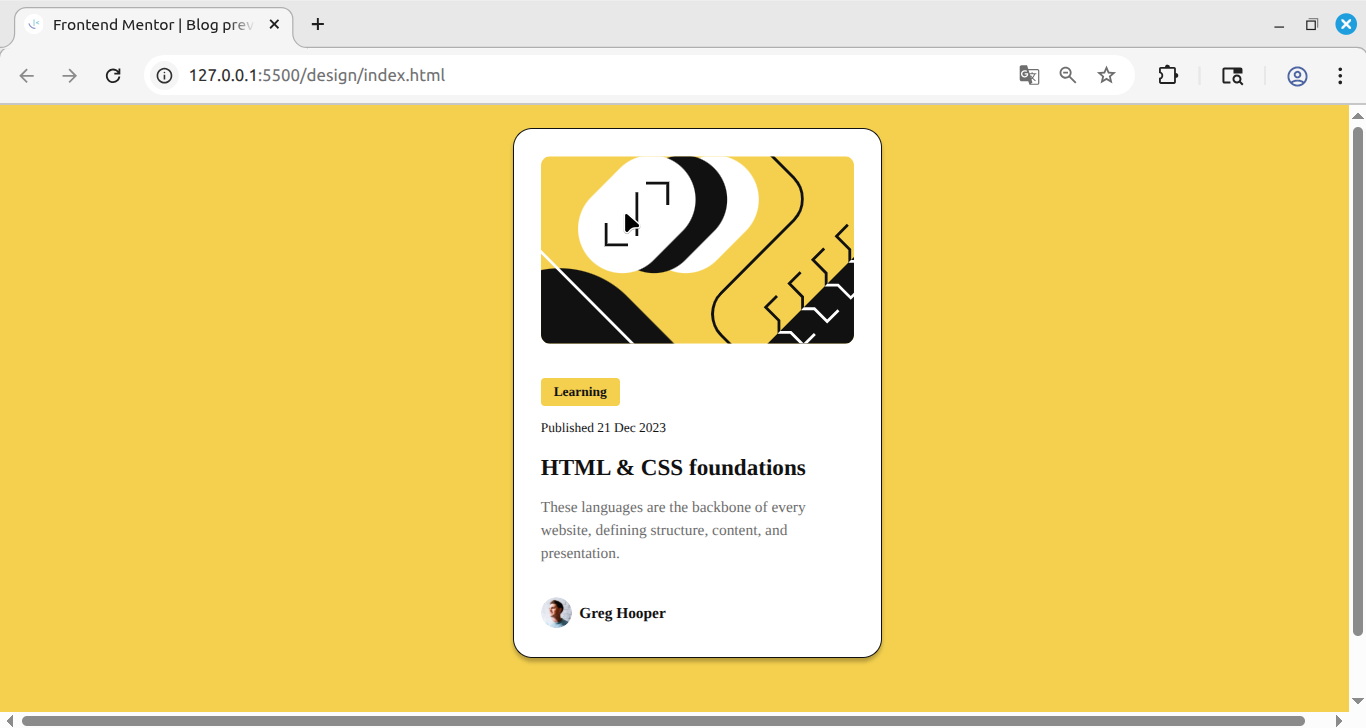 Frontend Mentor | Blog prev
127.0.0.1:5500/design/index.html
Learning
Published 21 Dec 2023
HTML & CSS foundations
These languages are the backbone of every
website, defining structure, content, and
presentation.
Greg Hooper